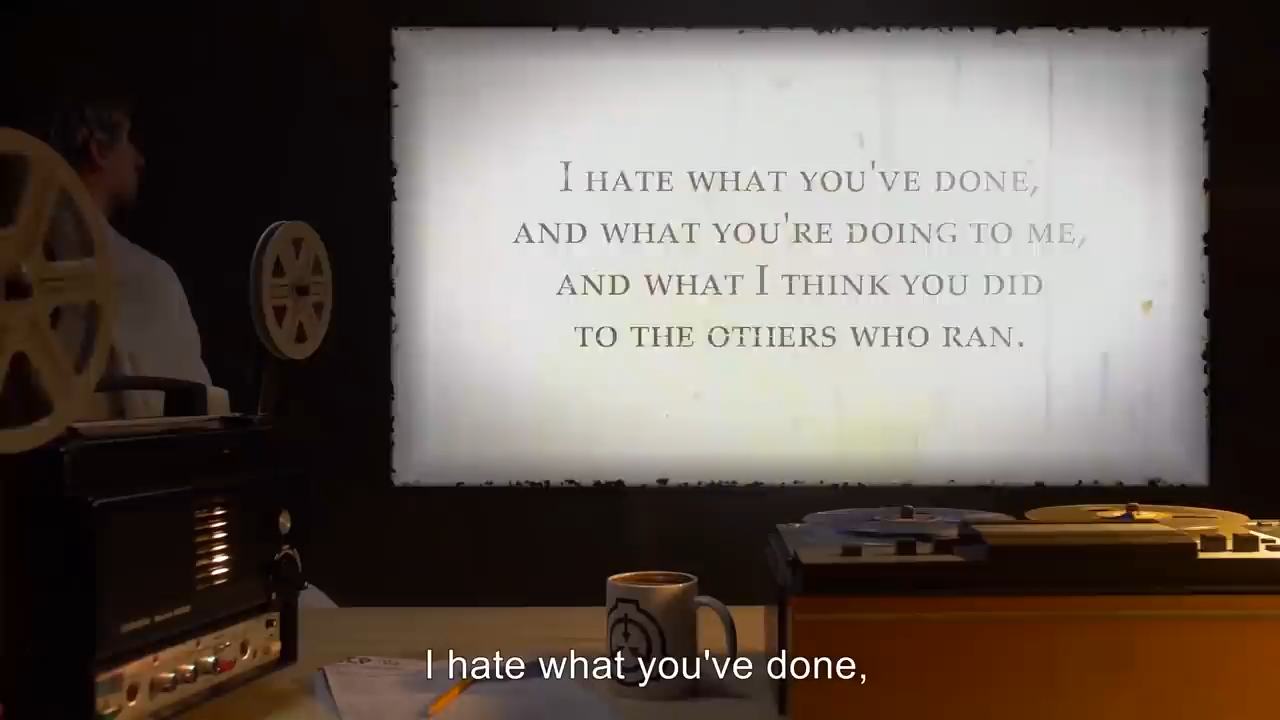 I HATE WHAT YOU'VE DONE,
AND WHAT YOU'RE DOING TO ME,
AND WHAT I THINK YOU DID
TO THE OTHERS WHO RAN.
I hate what you've done,